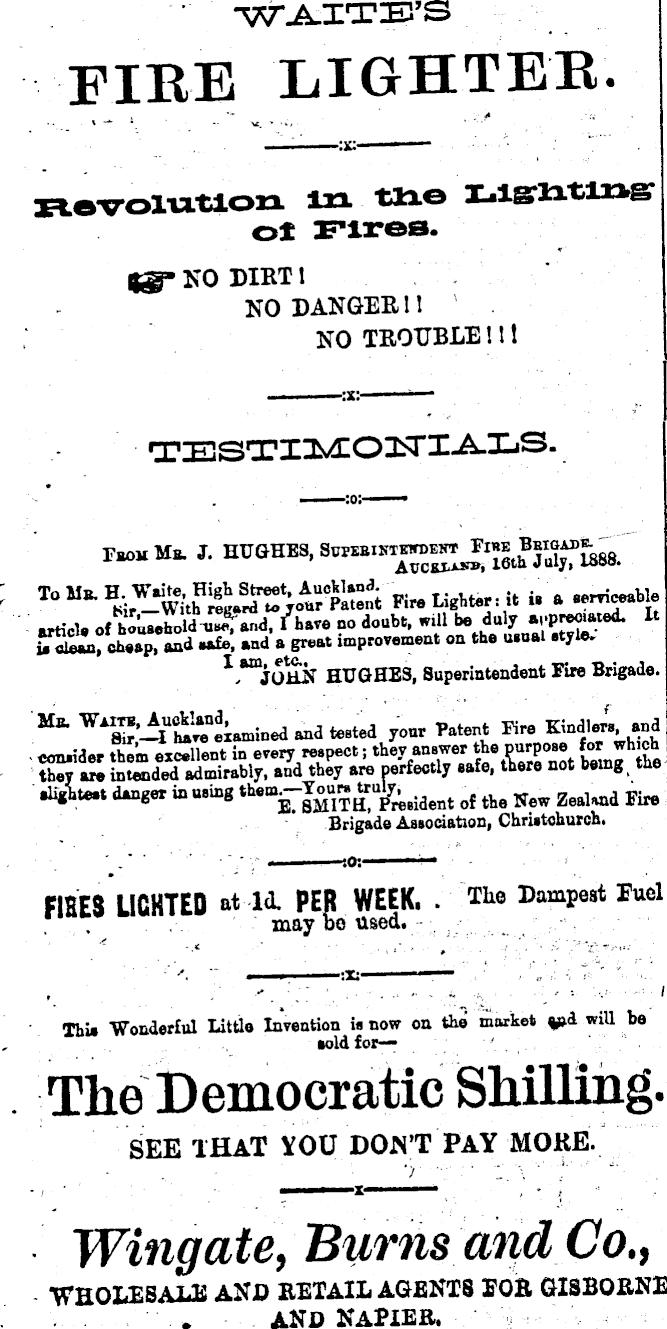 WAITE'S
FIRE LIGHTER.
:x:
Revolution in the Lighting
of Fires.
☞ NO DIRT!
NO DANGER!!
NO TROUBLE!!!
:x:
TESTIMONIALS.
:o:
FROM MR. J. HUGHES, SUPERINTENDENT FIRE BRIGADE.
AUCKLAND, 16th July, 1888.
To MR. H. Waite, High Street, Auckland.
Sir,—With regard to your Patent Fire Lighter: it is a serviceable
article of household use, and, I have no doubt, will be duly appreciated. It
is clean, cheap, and safe, and a great improvement on the usual style.
I am, etc.,
JOHN HUGHES, Superintendent Fire Brigade.
MR. WAITE, Auckland,
Sir,—I have examined and tested your Patent Fire Kindlers, and
consider them excellent in every respect; they answer the purpose for which
they are intended admirably, and they are perfectly safe, there not being the
slightest danger in using them.—Yours truly,
E. SMITH, President of the New Zealand Fire
Brigade Association, Christchurch.
:o:
FIRES LIGHTED at 1d. PER WEEK. . The Dampest Fuel
may be used.
:x:
This Wonderful Little Invention is now on the market and will be
sold for—
The Democratic Shilling.
SEE THAT YOU DON'T PAY MORE.
x
Wingate, Burns and Co.,
WHOLESALE AND RETAIL AGENTS FOR GISBORNE
AND NAPIER.